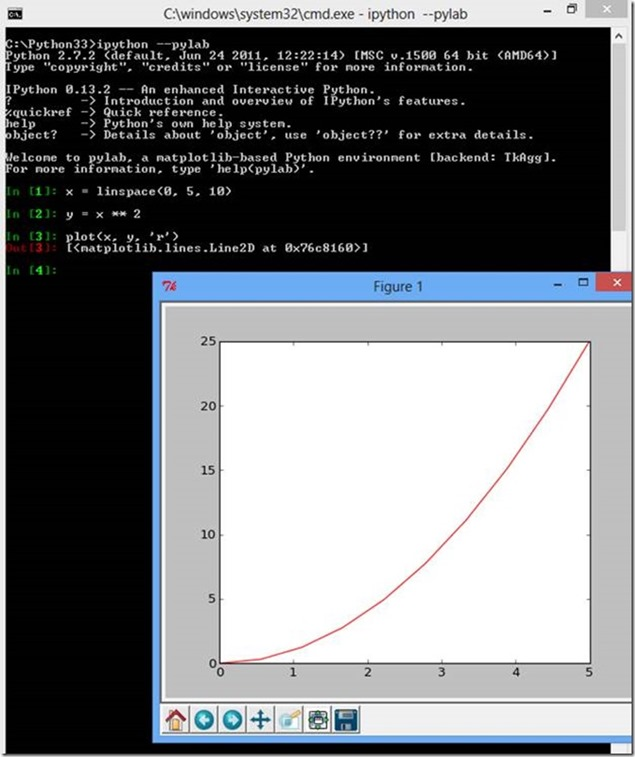 C:\windows\system32\cmd.exe - ipython --pylab
C:\Python33>ipython --pylab
Python 2.7.2 (default, Jun 24 2011, 12:22:14) [MSC v.1500 64 bit (AMD64)]
Type "copyright", "credits" or "license" for more information.
IPython 0.13.2 -- An enhanced Interactive Python.
? -> Introduction and overview of IPython's features.
%quickref -> Quick reference.
help -> Python's own help system.
object? -> Details about 'object', use 'object??' for extra details.
Welcome to pylab, a matplotlib-based Python environment [backend: TkAgg].
For more information, type 'help(pylab)'.
In [1]: x = linspace(0, 5, 10)
In [2]: y = x ** 2
In [3]: plot(x, y, 'r')
Out[3]: [<matplotlib.lines.Line2D at 0x76c8160>]
In [4]:
Figure 1
25
20
15
10
5
0
0 1 2 3 4 5